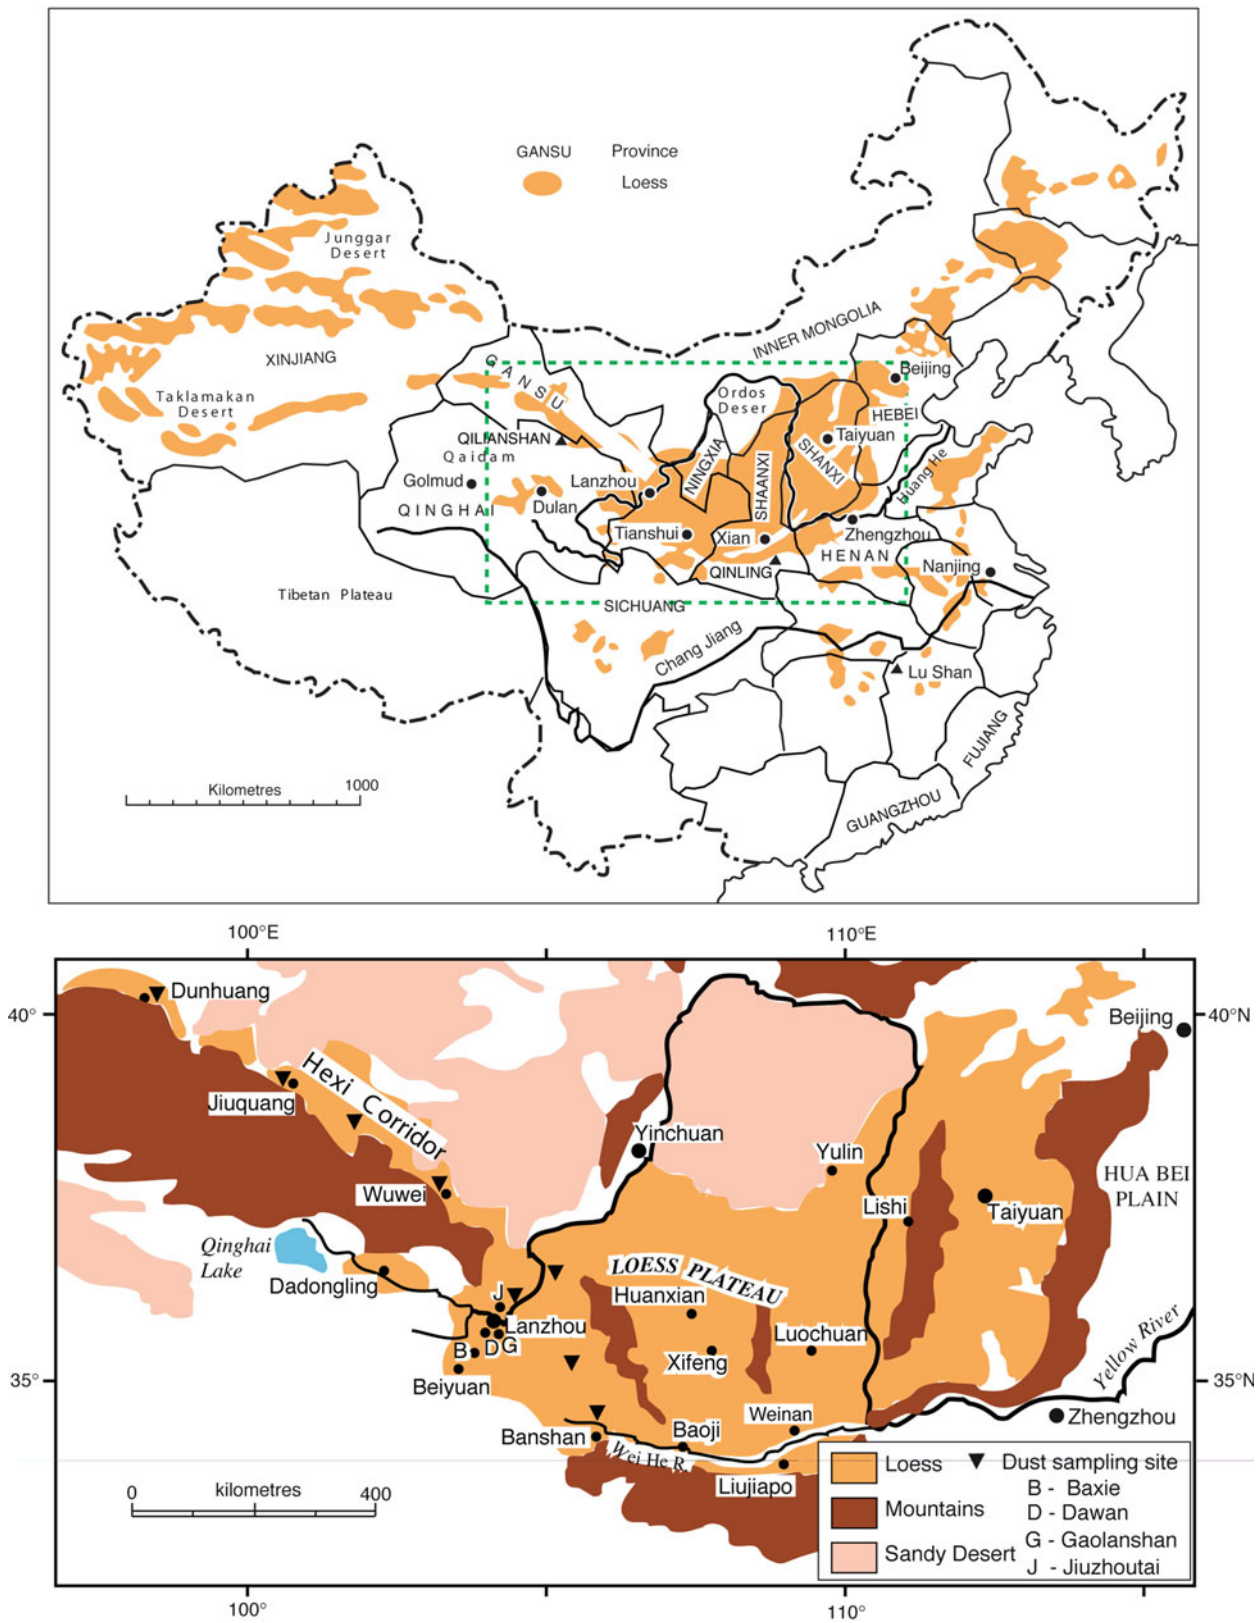 GANSU Province
Loess
Junggar
Desert
INNER MONGOLIA
XINJIANG
GANSU
Beijing
Ordos
Deser
Taklamakan
Desert
HEBEI
QILIANSHAN
Taiyuan
Qaidam
NINGXIA
SHAANXI
SHANXI
Huang He
Golmud
Lanzhou
Dulan
QINGHAI
Tianshui
Xian
Zhengzhou
HENAN
QINLING
Nanjing
Tibetan Plateau
SICHUANG
Chang Jiang
Lu Shan
FUJIANG
Kilometres 1000
GUANGZHOU
100°E 110°E
Dunhuang
40° 40°N
Beijing
Hexi Corridor
Jiuquang
Yinchuan
Yulin
HUA BEI
PLAIN
Wuwei
Lishi
Taiyuan
Qinghai
Lake
LOESS PLATEAU
Dadongling
Huanxian
J
Lanzhou
Luochuan
B D G
Xifeng
Yellow River
35° 35°N
Beiyuan
Weinan
Zhengzhou
Banshan
Baoji
Wei He R.
Liujiapo
0 kilometres 400
Loess Dust sampling site
B - Baxie
Mountains
D - Dawan
G - Gaolanshan
Sandy Desert
J - Jiuzhoutai
100° 110°